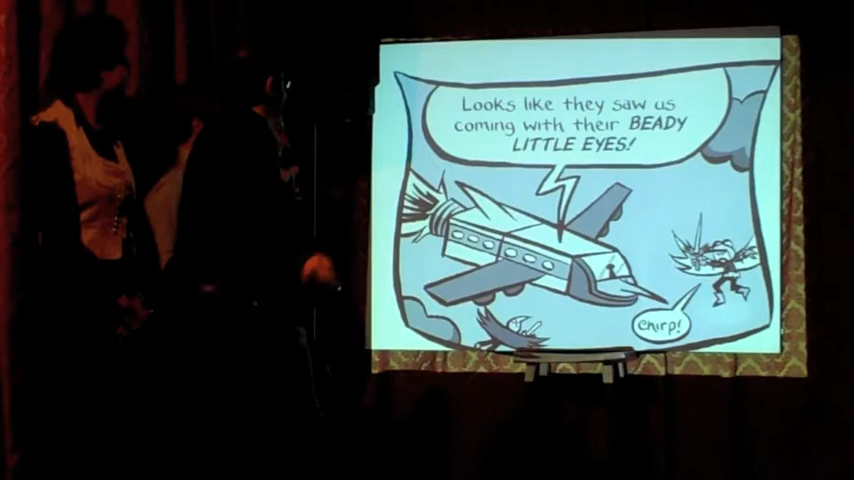 Looks like they saw us
coming with their BEADY
LITTLE EYES!
Chirp!